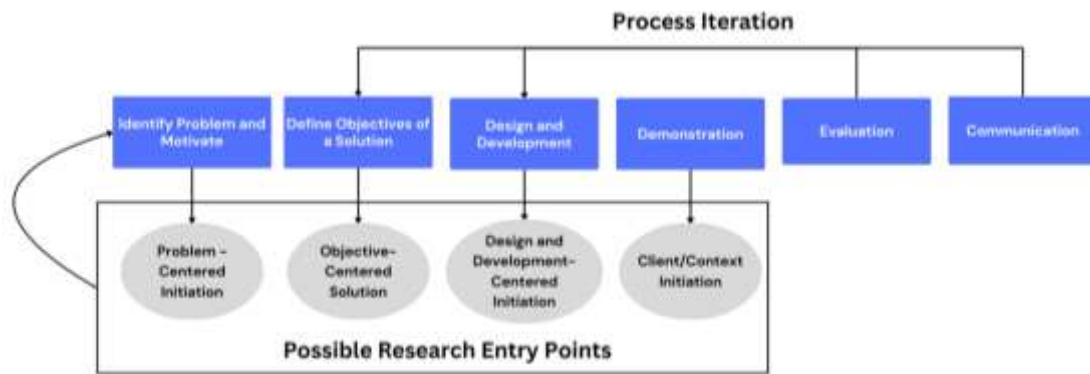 Process Iteration
Identify Problem and
Motivate
Define Objectives of
a Solution
Design and
Development
Demonstration
Evaluation
Communication
Problem -
Centered
Initiation
Objective-
Centered
Solution
Design and
Development-
Centered
Initiation
Client/Context
Initiation
Possible Research Entry Points